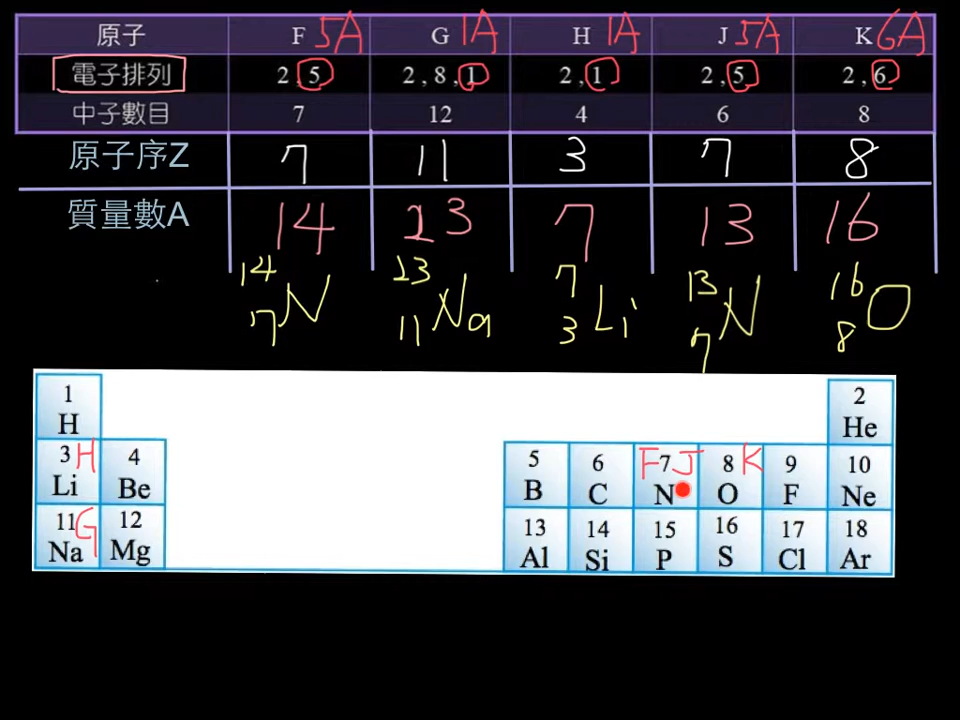 原子 F 5A G 1A H 1A J 5A K 6A
電子排列 2,5 2,8,1 2,1 2,5 2,6
中子數目 7 12 4 6 8
原子序Z 7 11 3 7 8
質量數A 14 23 7 13 16
14 7 N 23 11 Na 7 3 Li 13 7 N 16 8 O
1 2
H He
3 H 4 5 6 F 7 J 8 K 9 10
Li Be B C N O F Ne
11 G 12 13 14 15 16 17 18
Na Mg Al Si P S Cl Ar